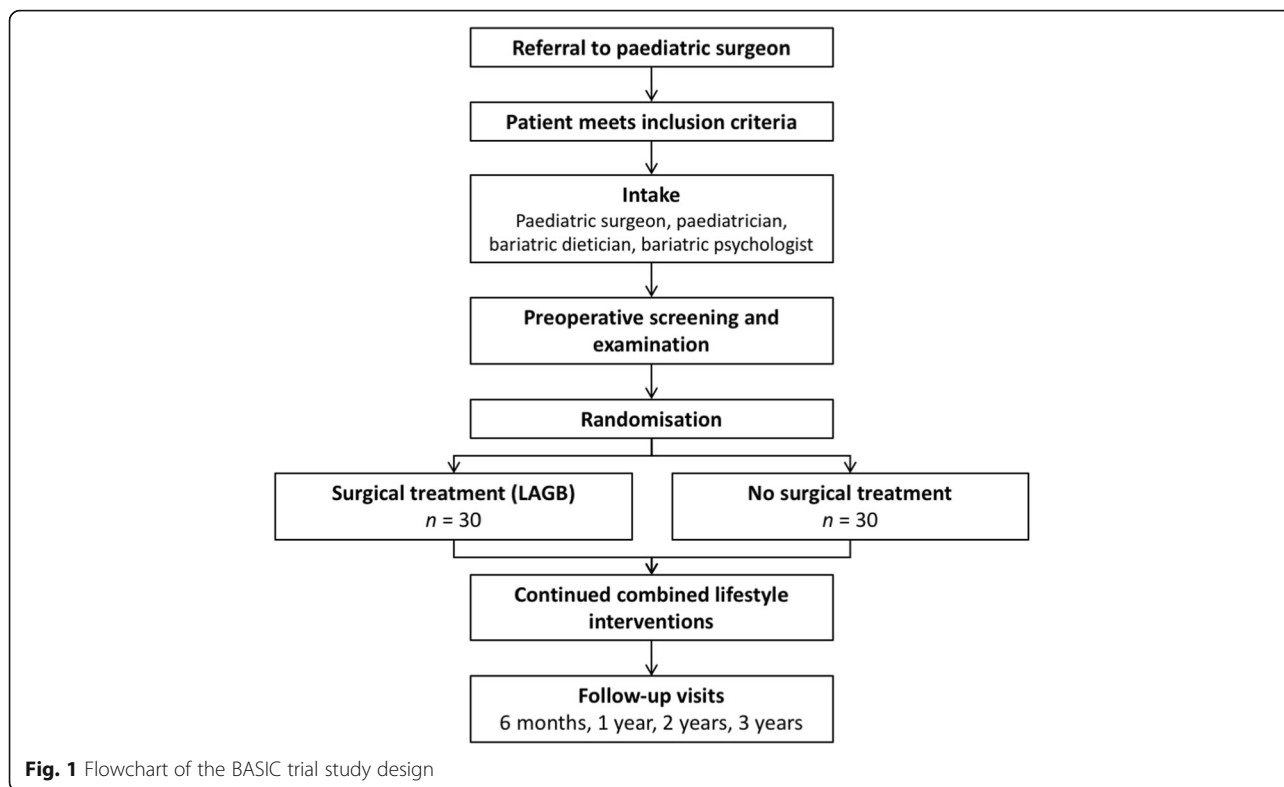 Referral to paediatric surgeon
Patient meets inclusion criteria
Intake
Paediatric surgeon, paediatrician,
bariatric dietician, bariatric psychologist
Preoperative screening and
examination
Randomisation
Surgical treatment (LAGB)
n = 30
No surgical treatment
n = 30
Continued combined lifestyle
interventions
Follow-up visits
6 months, 1 year, 2 years, 3 years
Fig. 1 Flowchart of the BASIC trial study design